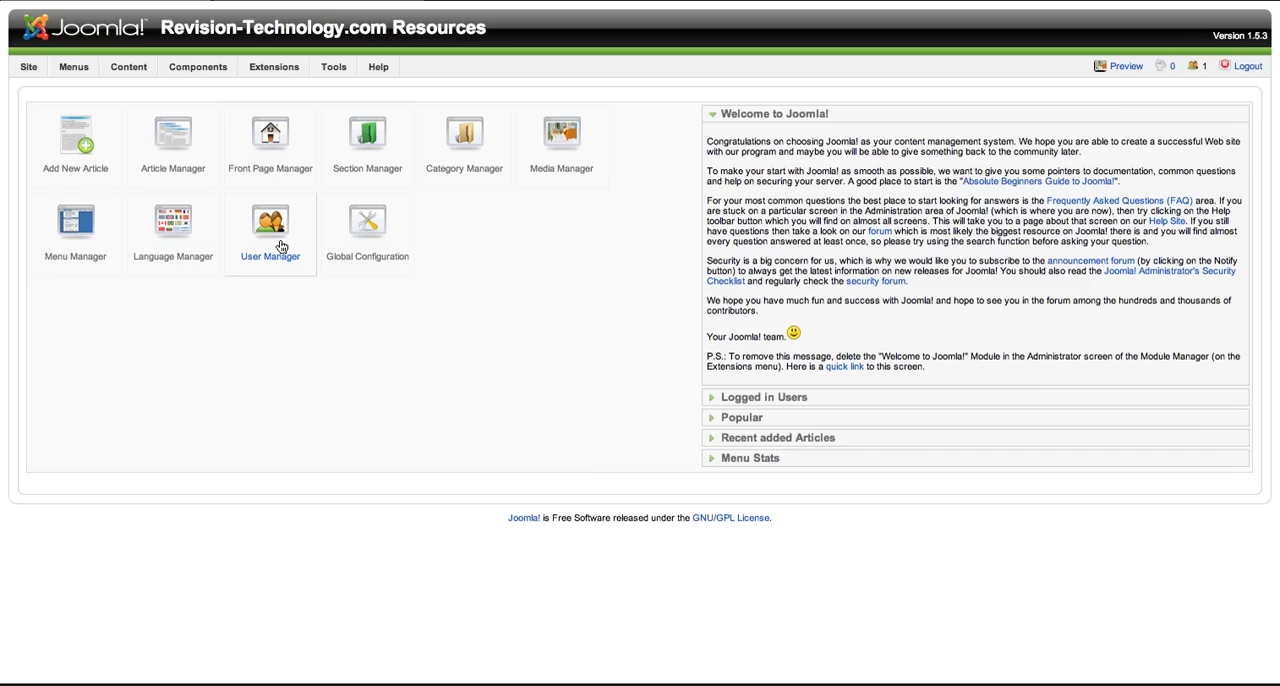 Joomla! Revision-Technology.com Resources
Version 1.5.3
Site Menus Content Components Extensions Tools Help Preview 0 1 Logout
Add New Article Article Manager Front Page Manager Section Manager Category Manager Media Manager
Menu Manager Language Manager User Manager Global Configuration
Welcome to Joomla!
Congratulations on choosing Joomla! as your content management system. We hope you are able to create a successful Web site
with our program and maybe you will be able to give something back to the community later.
To make your start with Joomla! as smooth as possible, we want to give you some pointers to documentation, common questions
and help on securing your server. A good place to start is the "Absolute Beginners Guide to Joomla!".
For your most common questions the best place to start looking for answers is the Frequently Asked Questions (FAQ) area. If you
are stuck on a particular screen in the Administration area of Joomla! (which is where you are now), then try clicking on the Help
toolbar button which you will find on almost all screens. This will take you to a page about that screen on our Help Site. If you still
have questions then take a look on our forum which is most likely the biggest resource on Joomla! there is and you will find almost
every question answered at least once, so please try using the search function before asking your question.
Security is a big concern for us, which is why we would like you to subscribe to the announcement forum (by clicking on the Notify
button) to always get the latest information on new releases for Joomla! You should also read the Joomla! Administrator's Security
Checklist and regularly check the security forum.
We hope you have much fun and success with Joomla! and hope to see you in the forum among the hundreds and thousands of
contributors.
Your Joomla! team.
P.S.: To remove this message, delete the "Welcome to Joomla!" Module in the Administrator screen of the Module Manager (on the
Extensions menu). Here is a quick link to this screen.
Logged in Users
Popular
Recent added Articles
Menu Stats
Joomla! is Free Software released under the GNU/GPL License.